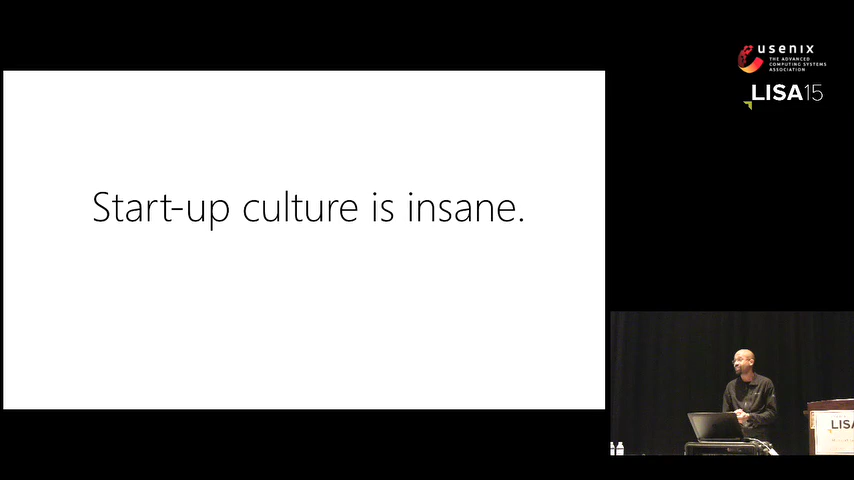 Start-up culture is insane.
usenix
THE ADVANCED
COMPUTING SYSTEMS
ASSOCIATION
LISA15
LISA